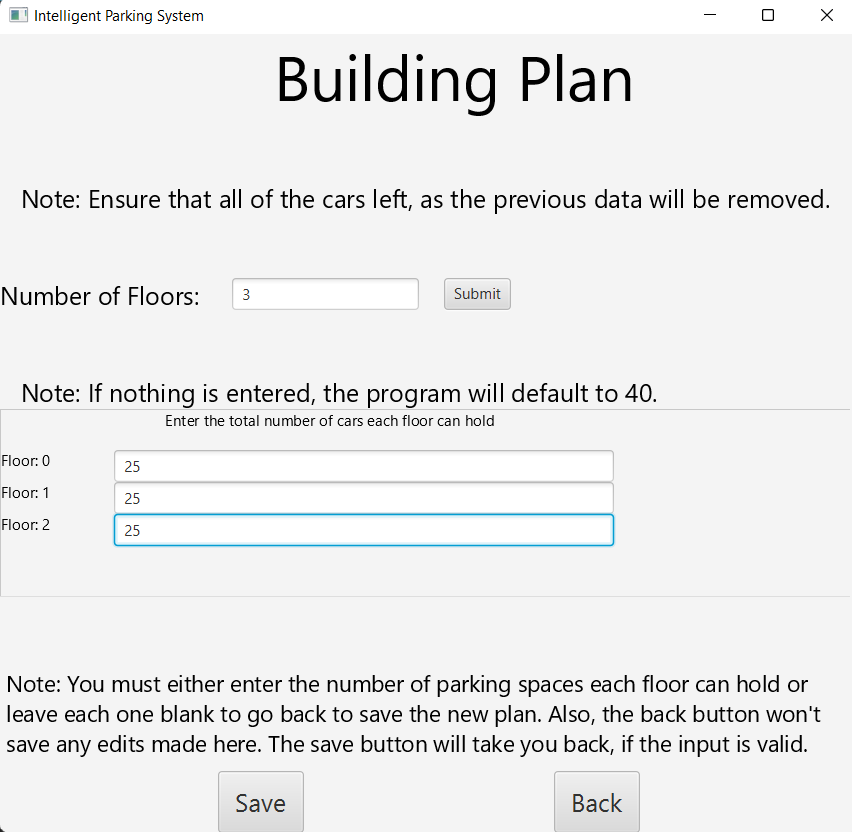 Intelligent Parking System
Building Plan
Note: Ensure that all of the cars left, as the previous data will be removed.
Number of Floors: 3 Submit
Note: If nothing is entered, the program will default to 40.
Enter the total number of cars each floor can hold
Floor: 0 25
Floor: 1 25
Floor: 2 25
Note: You must either enter the number of parking spaces each floor can hold or
leave each one blank to go back to save the new plan. Also, the back button won't
save any edits made here. The save button will take you back, if the input is valid.
Save Back